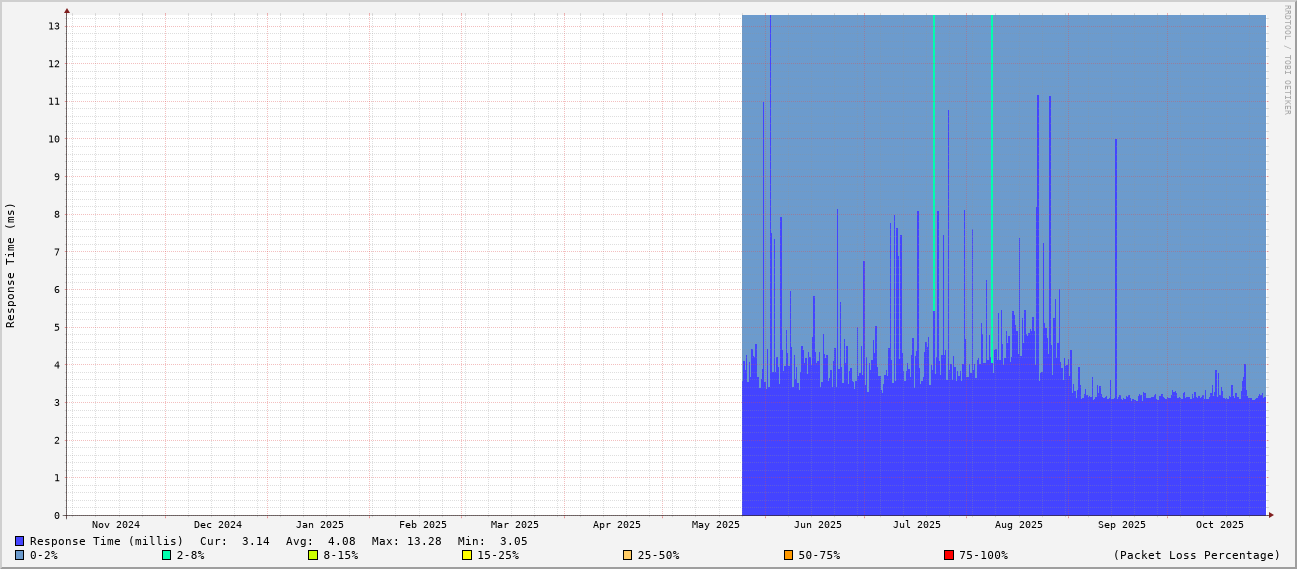 RRDTOOL / TOBI OETIKER
Response Time (ms)
13
12
11
10
9
8
7
6
5
4
3
2
1
0
Nov 2024 Dec 2024 Jan 2025 Feb 2025 Mar 2025 Apr 2025 May 2025 Jun 2025 Jul 2025 Aug 2025 Sep 2025 Oct 2025
Response Time (millis) Cur: 3.14 Avg: 4.08 Max: 13.28 Min: 3.05
0-2% 2-8% 8-15% 15-25% 25-50% 50-75% 75-100% (Packet Loss Percentage)